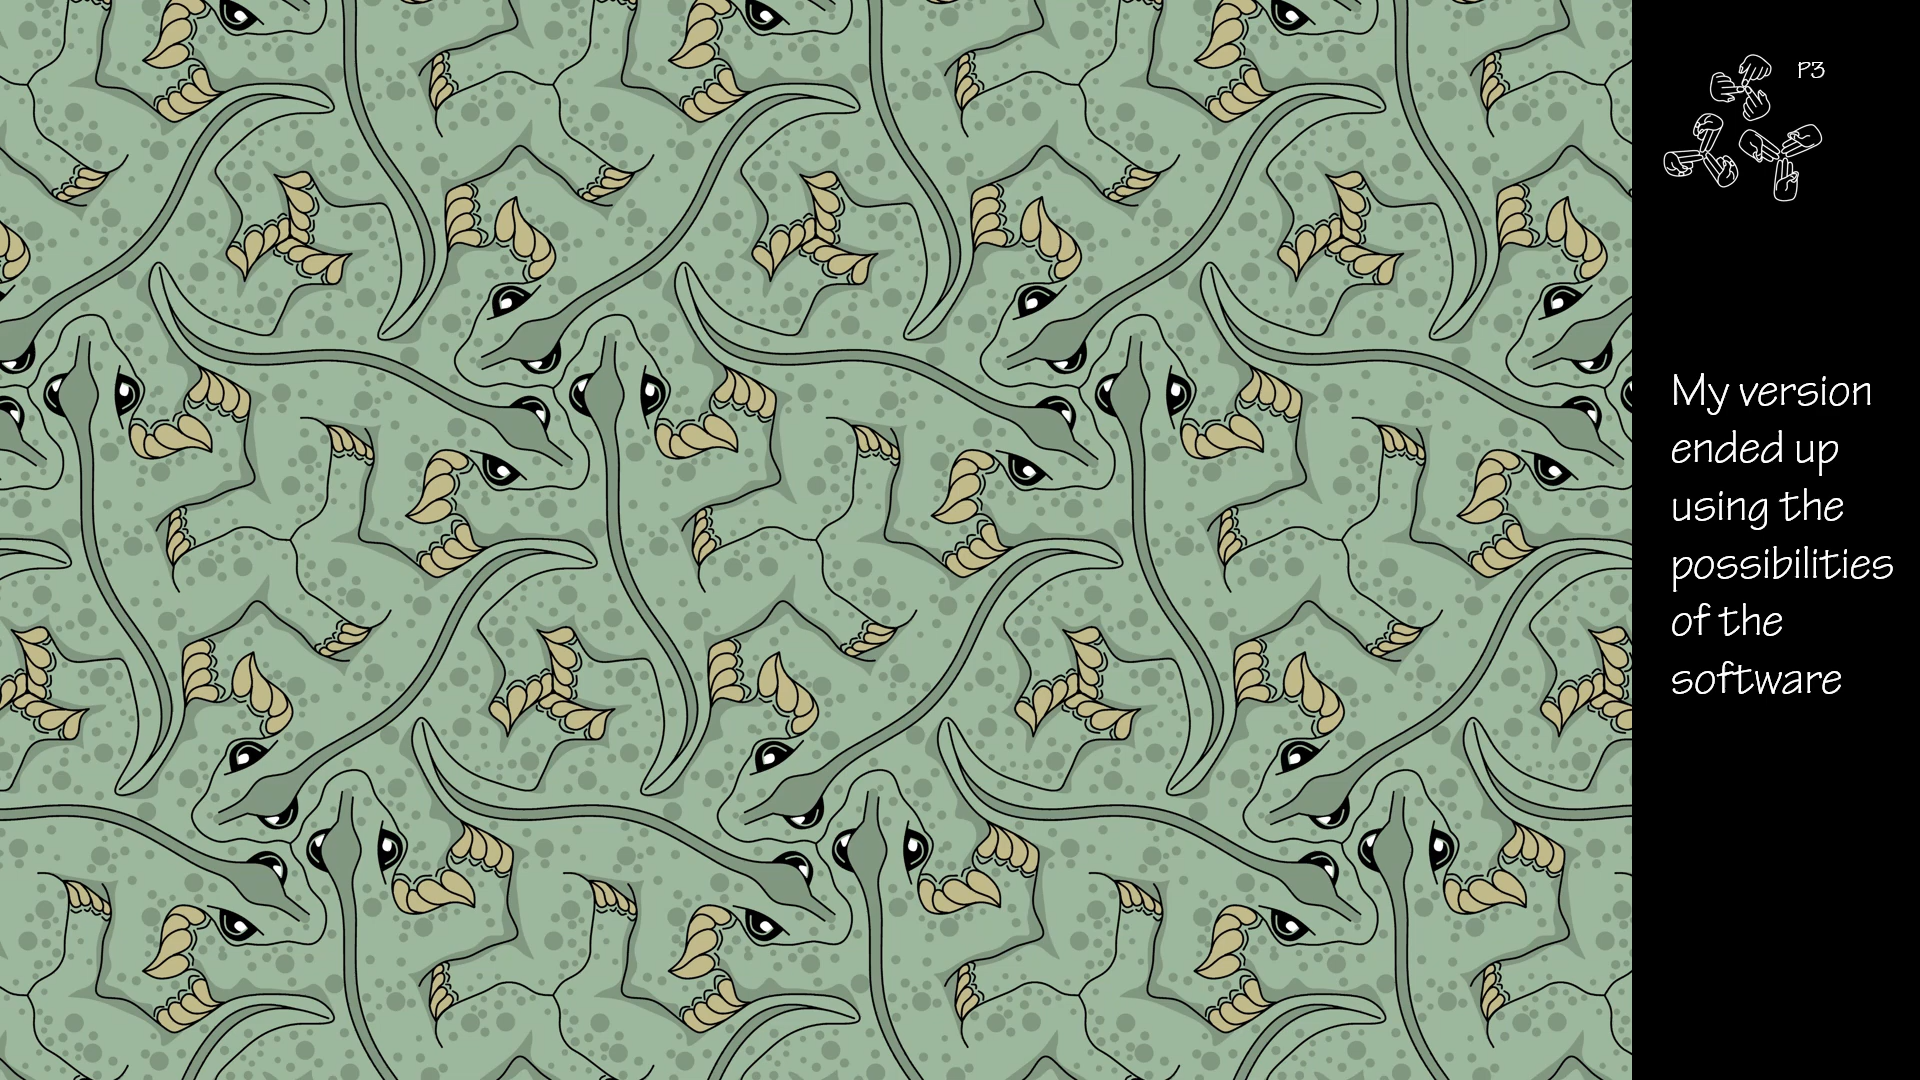 P3
My version
ended up
using the
possibilities
of the
software